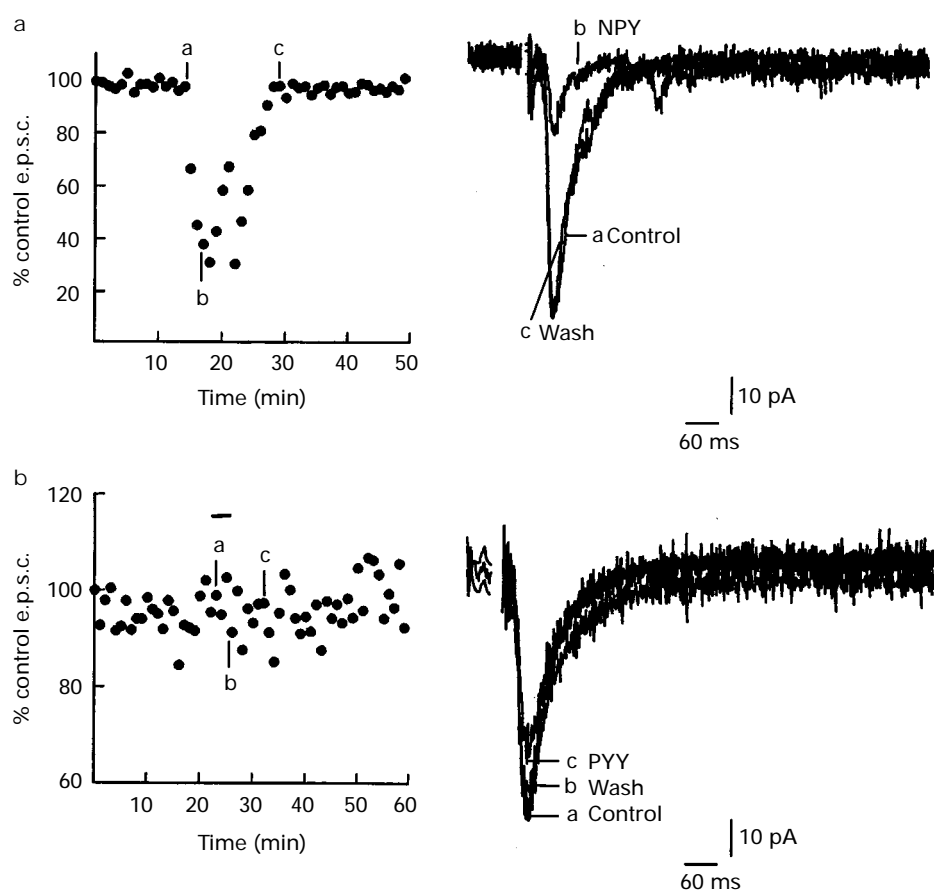 a
% control e.p.s.c.
100
80
60
40
20
a
c
b
10 20 30 40 50
Time (min)
b NPY
a Control
c Wash
10 pA
60 ms
b
% control e.p.s.c.
120
100
80
60
a
c
b
10 20 30 40 50 60
Time (min)
c PYY
b Wash
a Control
10 pA
60 ms